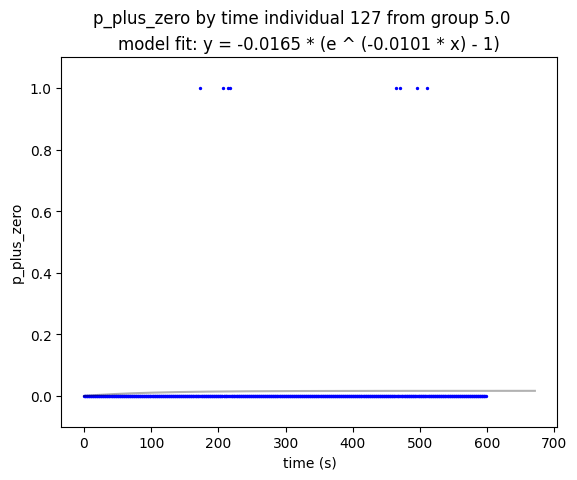 p_plus_zero by time individual 127 from group 5.0
model fit: y = -0.0165 * (e ^ (-0.0101 * x) - 1)
1.0
0.8
0.6
0.4
0.2
0.0
p_plus_zero
0 100 200 300 400 500 600 700
time (s)